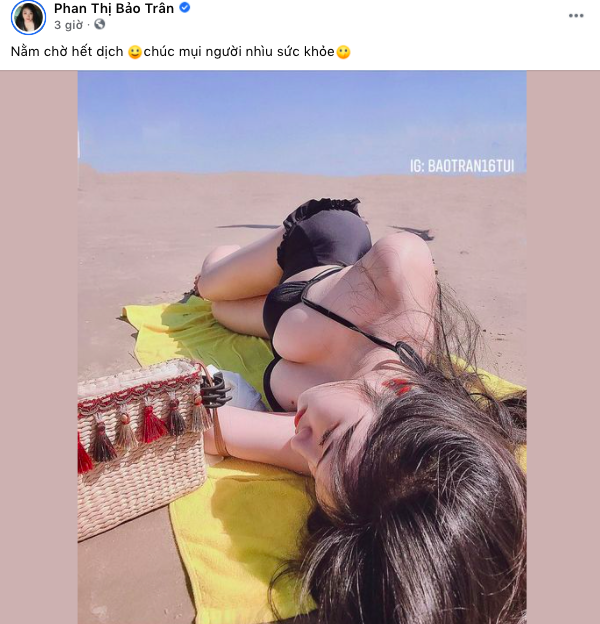 Phan Thị Bảo Trân
3 giờ ·
Nằm chờ hết dịch 😀chúc mụi người nhìu sức khỏe🙂
IG: BAOTRAN16TUI